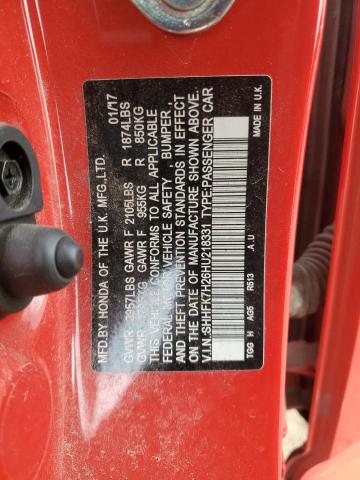 MFD BY HONDA OF THE U.K. MFG., LTD. 01/17
GVWR 3957LBS GAWR F 2105LBS R 1874LBS
GVWR KG GAWR F 955KG R 850KG
THIS VEHICLE CONFORMS TO ALL APPLICABLE
FEDERAL MOTOR VEHICLE SAFETY, BUMPER,
AND THEFT PREVENTION STANDARDS IN EFFECT
ON THE DATE OF MANUFACTURE SHOWN ABOVE.
V.I.N. SHHFK7H26HU218331 TYPE:PASSENGER CAR
TGG H AG5 R513 A U MADE IN U.K.